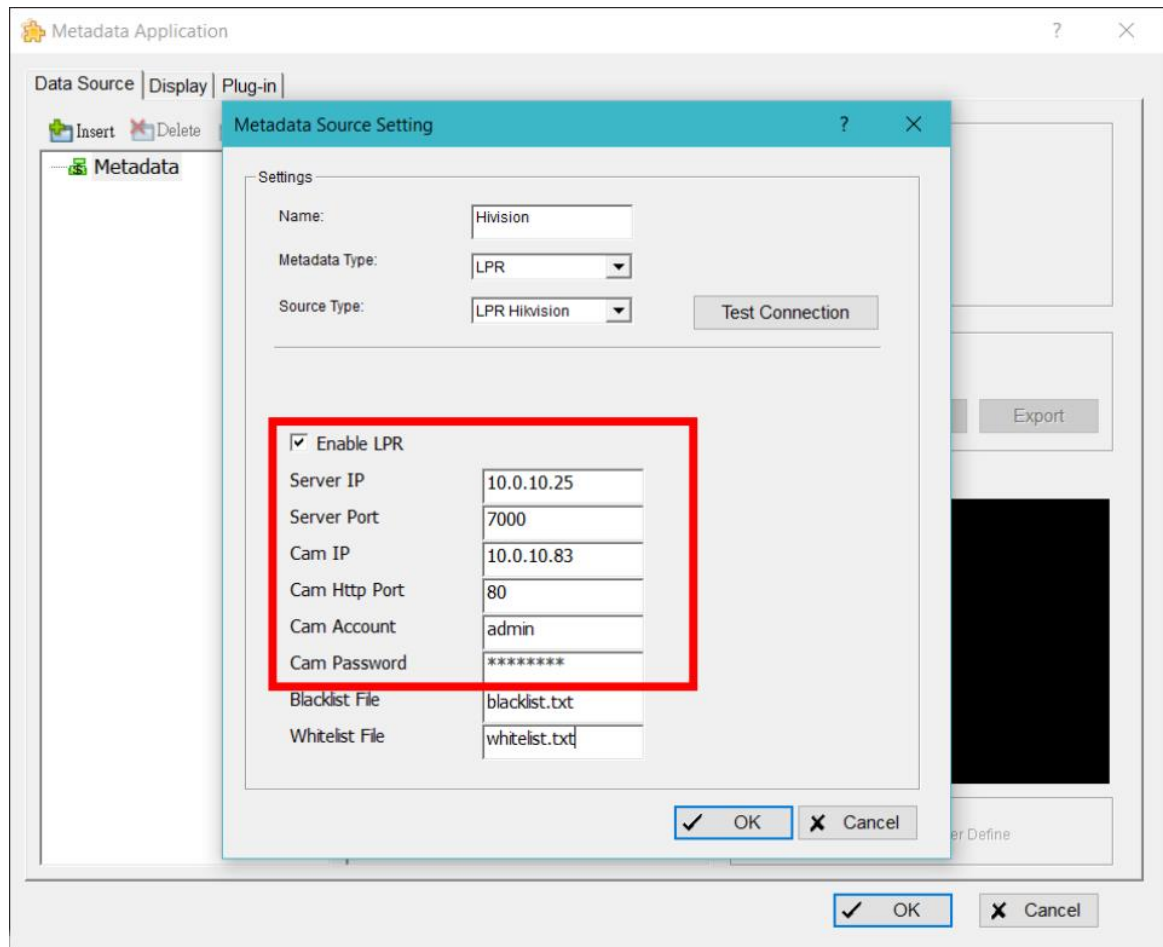 Metadata Application
Data Source Display Plug-in
Insert Delete
Metadata
Metadata Source Setting
Settings
Name: Hivision
Metadata Type: LPR
Source Type: LPR Hikvision Test Connection
Enable LPR
Server IP 10.0.10.25
Server Port 7000
Cam IP 10.0.10.83
Cam Http Port 80
Cam Account admin
Cam Password ********
Blacklist File blacklist.txt
Whitelist File whitelist.txt
Export
OK Cancel
Define
OK Cancel